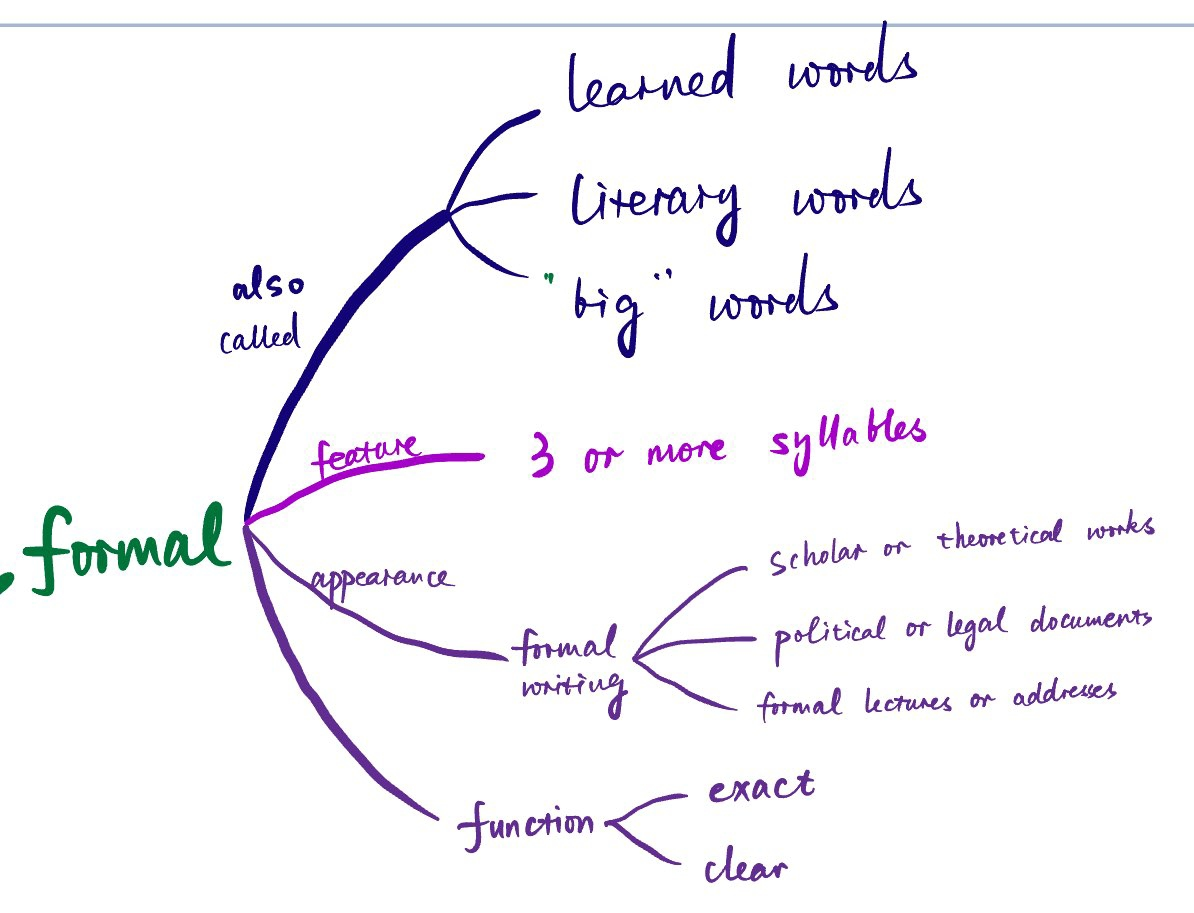 learned words
literary words
"big" words
also
called
feature
3 or more syllables
formal
appearance
scholar or theoretical works
formal
writing
political or legal documents
formal lectures or addresses
function
exact
clear